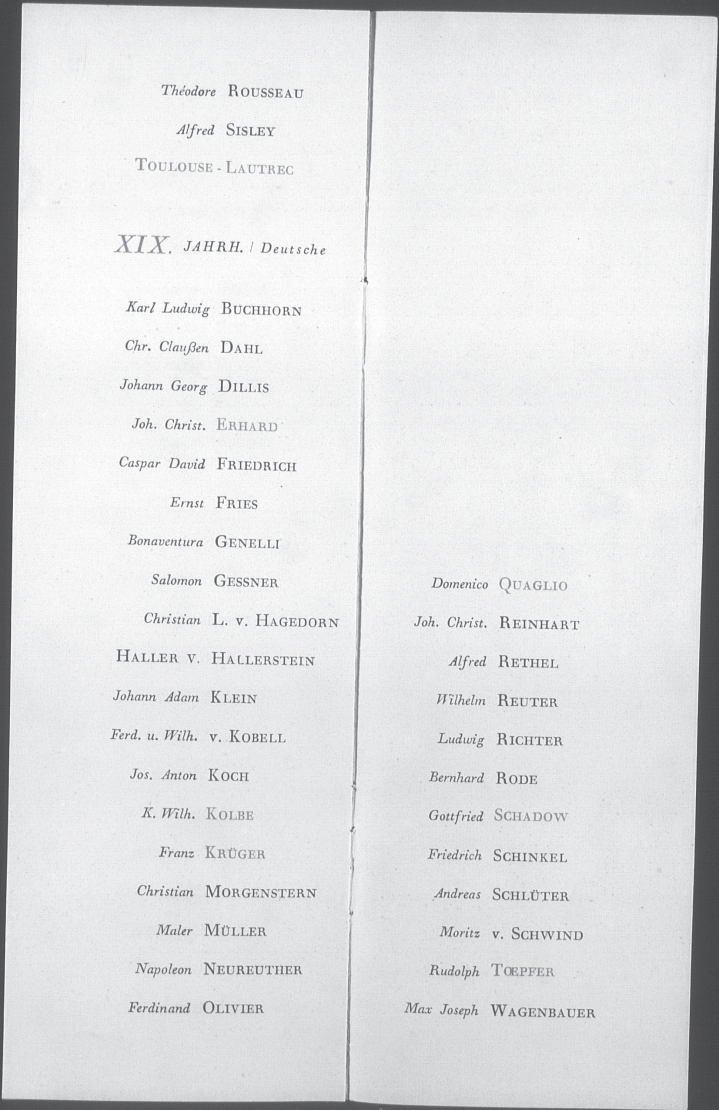 Théodore ROUSSEAU
Alfred SISLEY
TOULOUSE - LAUTREC
XIX. JAHRH. / Deutsche
Karl Ludwig BUCHHORN
Chr. Claußen DAHL
Johann Georg DILLIS
Joh. Christ. ERHARD
Caspar David FRIEDRICH
Ernst FRIES
Bonaventura GENELLI
Salomon GESSNER
Christian L. v. HAGEDORN
HALLER V. HALLERSTEIN
Johann Adam KLEIN
Ferd. u. Wilh. v. KOBELL
Jos. Anton KOCH
K. Wilh. KOLBE
Franz KRÜGER
Christian MORGENSTERN
Maler MÜLLER
Napoleon NEUREUTHER
Ferdinand OLIVIER
Domenico QUAGLIO
Joh. Christ. REINHART
Alfred RETHEL
Wilhelm REUTER
Ludwig RICHTER
Bernhard RODE
Gottfried SCHADOW
Friedrich SCHINKEL
Andreas SCHLÜTER
Moritz v. SCHWIND
Rudolph TŒPFER
Max Joseph WAGENBAUER